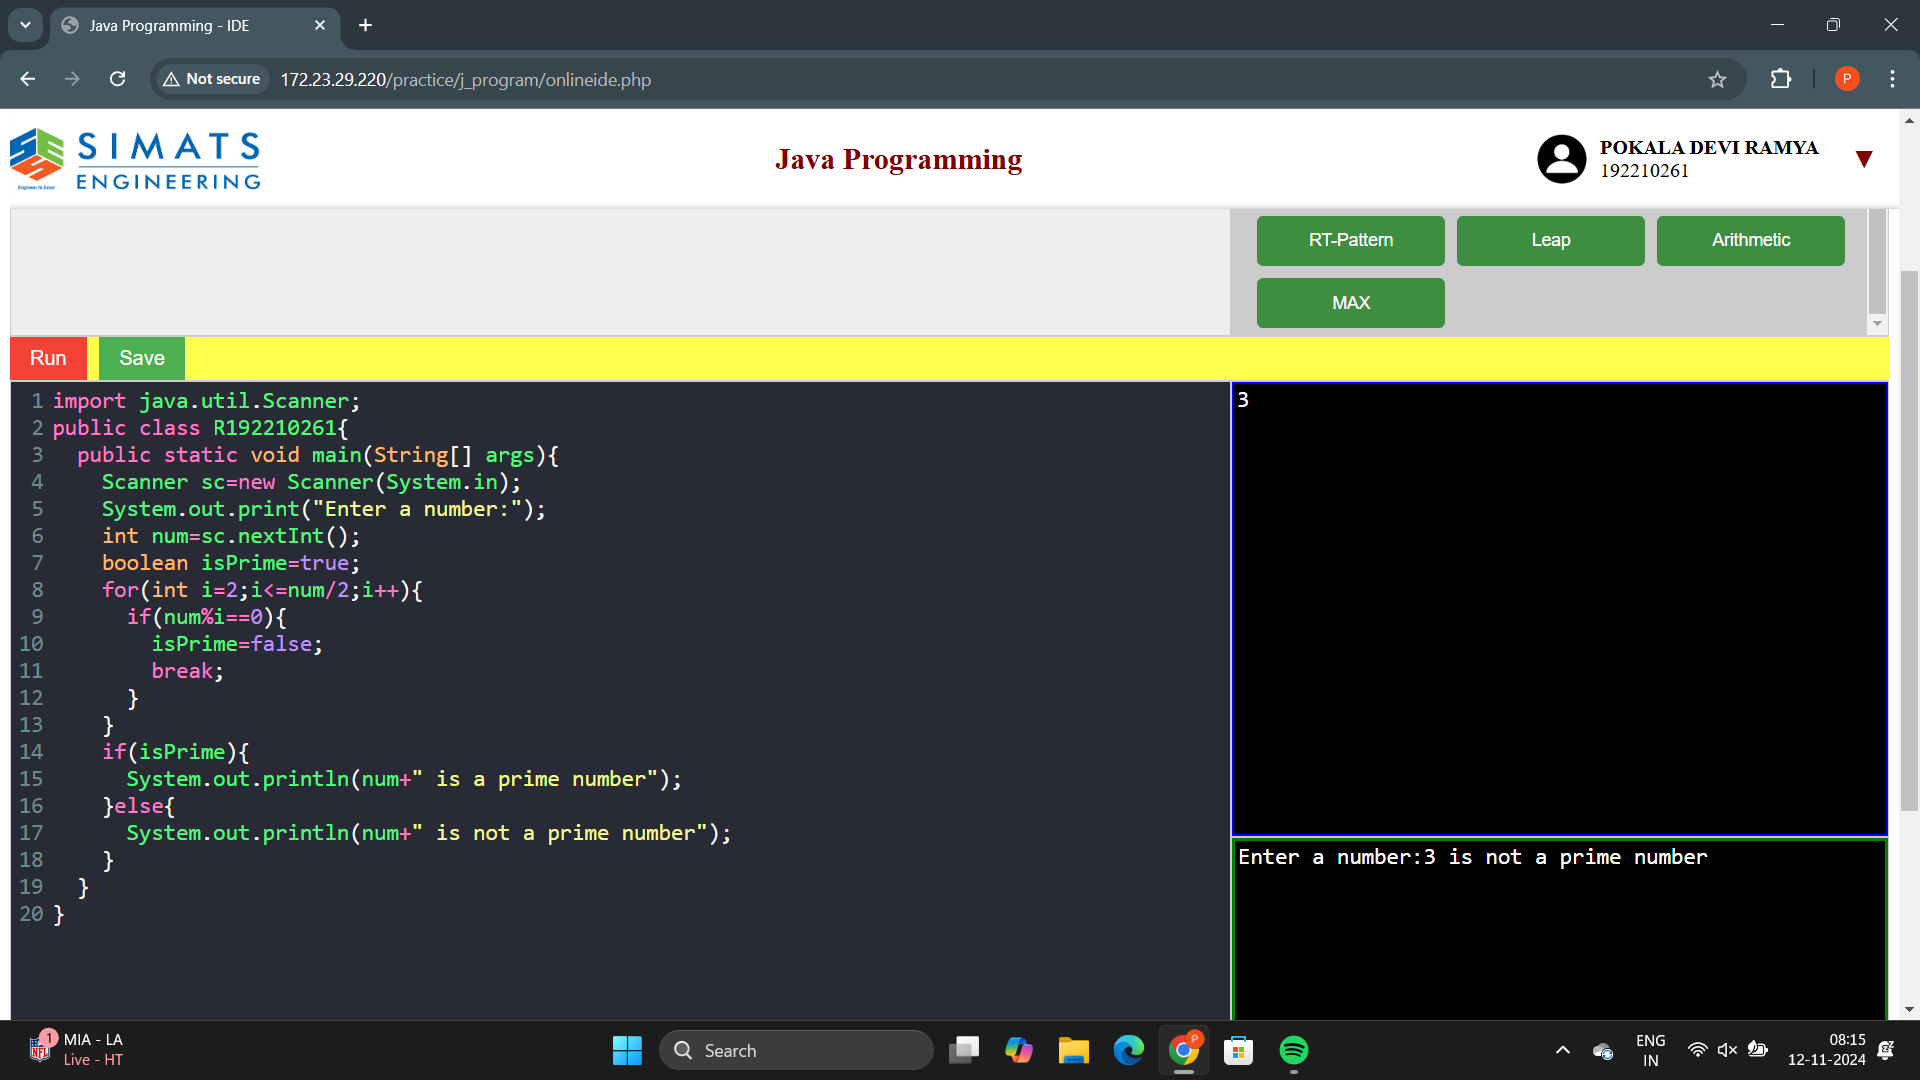 Java Programming - IDE
Not secure
172.23.29.220/practice/j_program/onlineide.php
P
SIMATS
ENGINEERING
Engineer to Excel
Java Programming
POKALA DEVI RAMYA
192210261
RT-Pattern
Leap
Arithmetic
MAX
Run
Save
1 import java.util.Scanner;
2 public class R192210261{
3 public static void main(String[] args){
4 Scanner sc=new Scanner(System.in);
5 System.out.print("Enter a number:");
6 int num=sc.nextInt();
7 boolean isPrime=true;
8 for(int i=2;i<=num/2;i++){
9 if(num%i==0){
10 isPrime=false;
11 break;
12 }
13 }
14 if(isPrime){
15 System.out.println(num+" is a prime number");
16 }else{
17 System.out.println(num+" is not a prime number");
18 }
19 }
20 }
3
Enter a number:3 is not a prime number
1
NFL
MIA - LA
Live - HT
Search
P
ENG
IN
08:15
12-11-2024